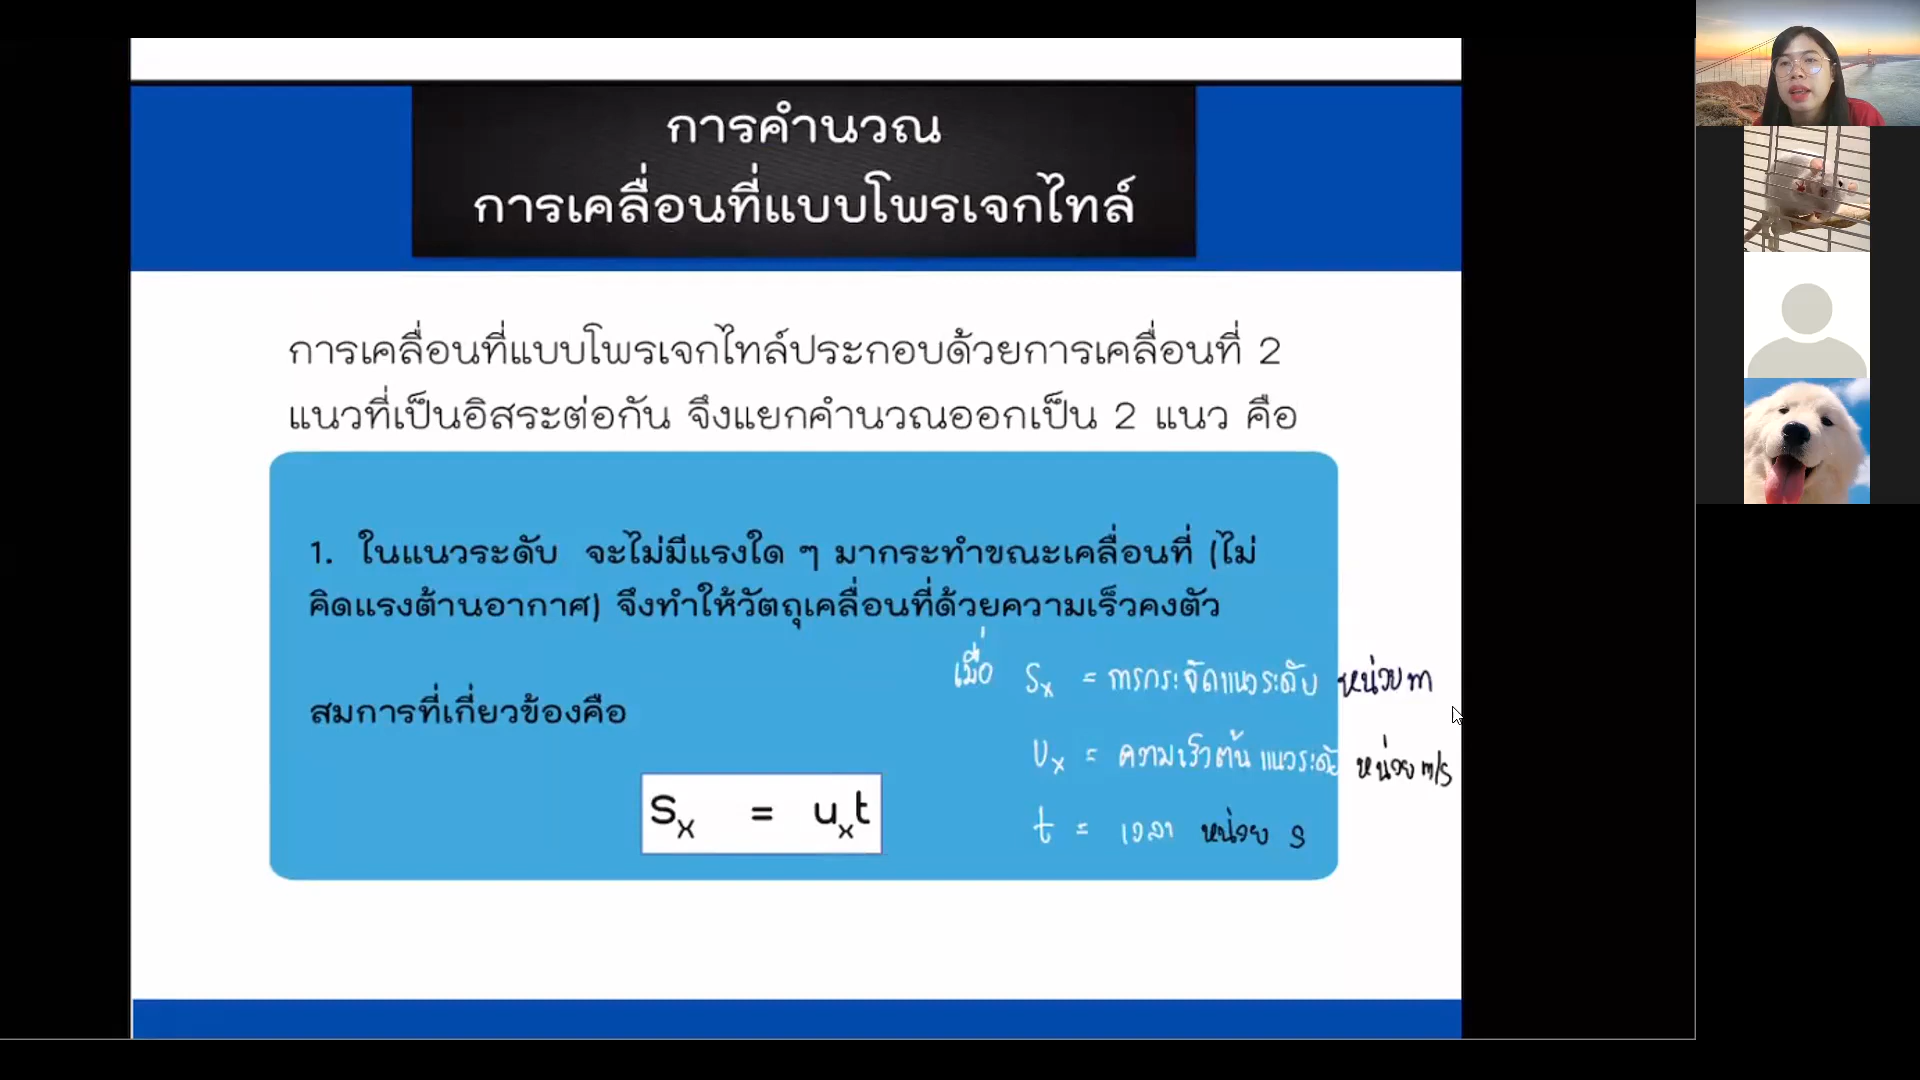 การคำนวณ
การเคลื่อนที่แบบโพรเจกไทล์
การเคลื่อนที่แบบโพรเจกไทล์ประกอบด้วยการเคลื่อนที่ 2
แนวที่เป็นอิสระต่อกัน จึงแยกคำนวณออกเป็น 2 แนว คือ
1. ในแนวระดับ จะไม่มีแรงใด ๆ มากระทำขณะเคลื่อนที่ (ไม่
คิดแรงต้านอากาศ) จึงทำให้วัตถุเคลื่อนที่ด้วยความเร็วคงตัว
สมการที่เกี่ยวข้องคือ
Sₓ = uₓt
เมื่อ Sₓ = การกระจัดแนวระดับ หน่วย m
Uₓ = ความเร็วต้น แนวระดับ หน่วย m/s
t = เวลา หน่วย s